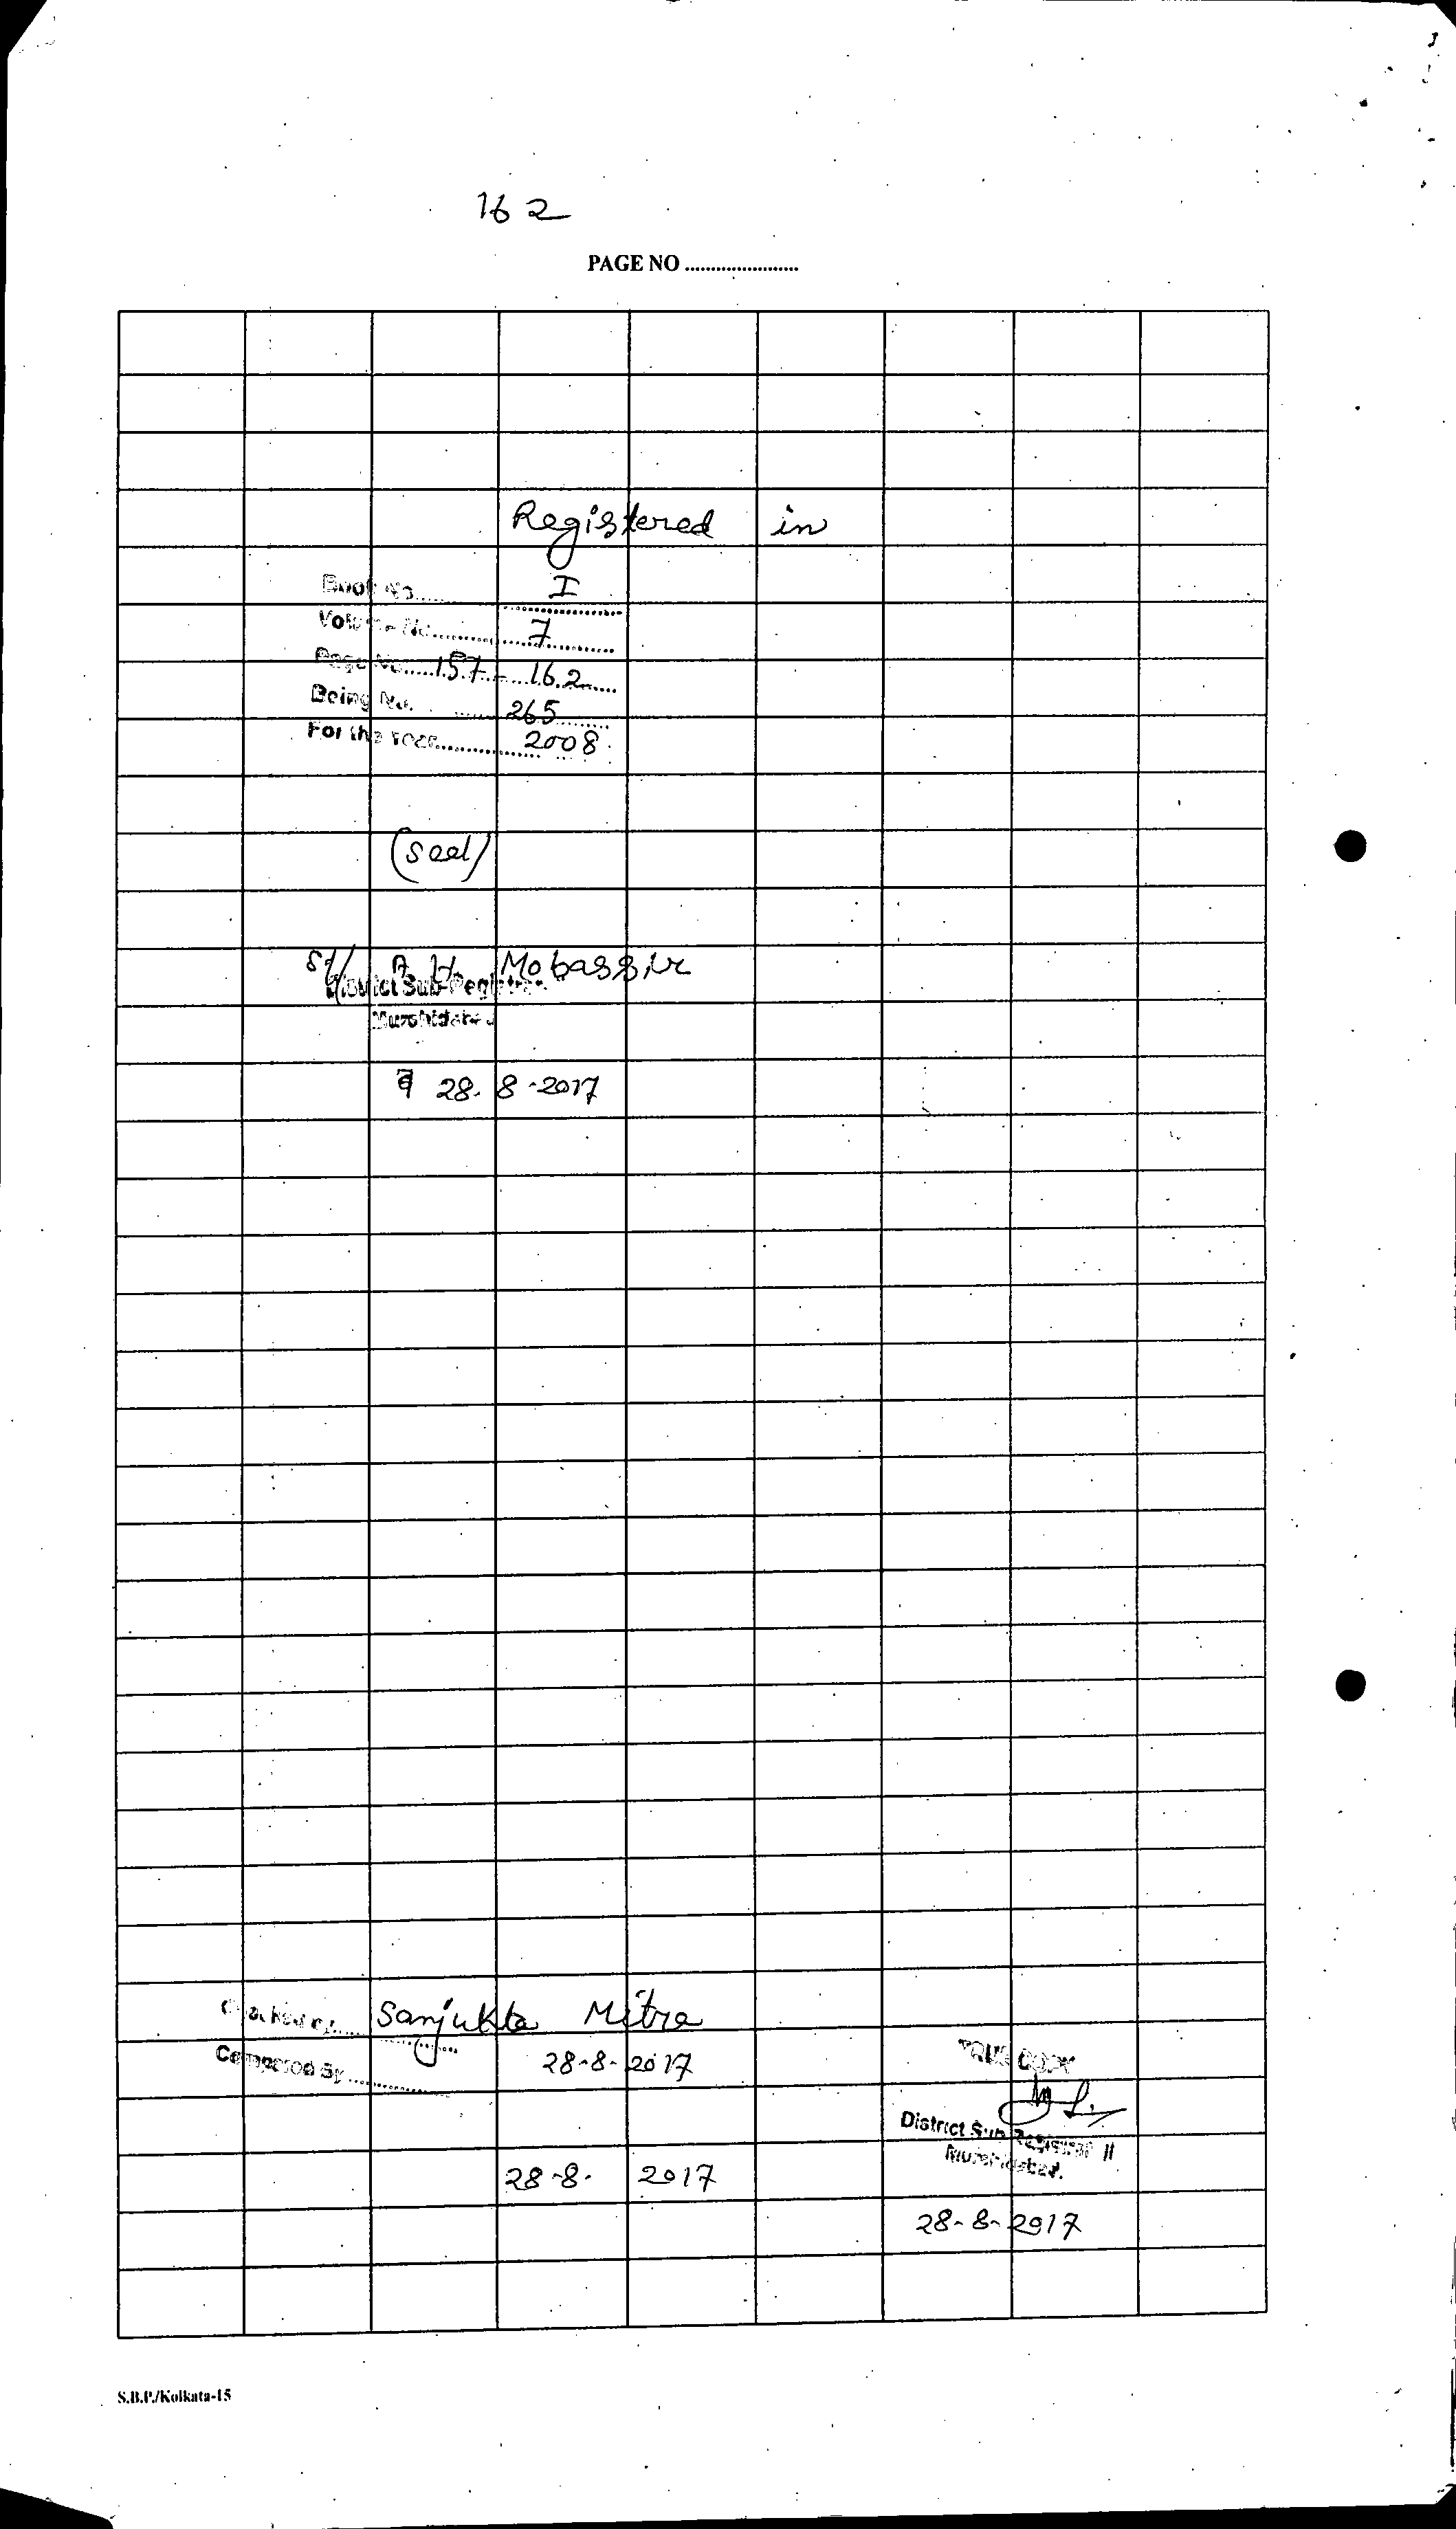 162
PAGE NO ......................
Registered in
Book No..... I
Volume No. 7
Page No. 157 - 162
Being No. 265
For the Year 2008
(Seal)
Sd/ A. H. Mobassir
District Sub-Registrar
Murshidabad
28.8.2017
Checked by Sanjukta Mitra
Compared By
28-8-2017
TRUE COPY
District Sub Registrar II
Murshidabad.
28-8-2017
28-8-2017
S.B.P./Kolkata-15